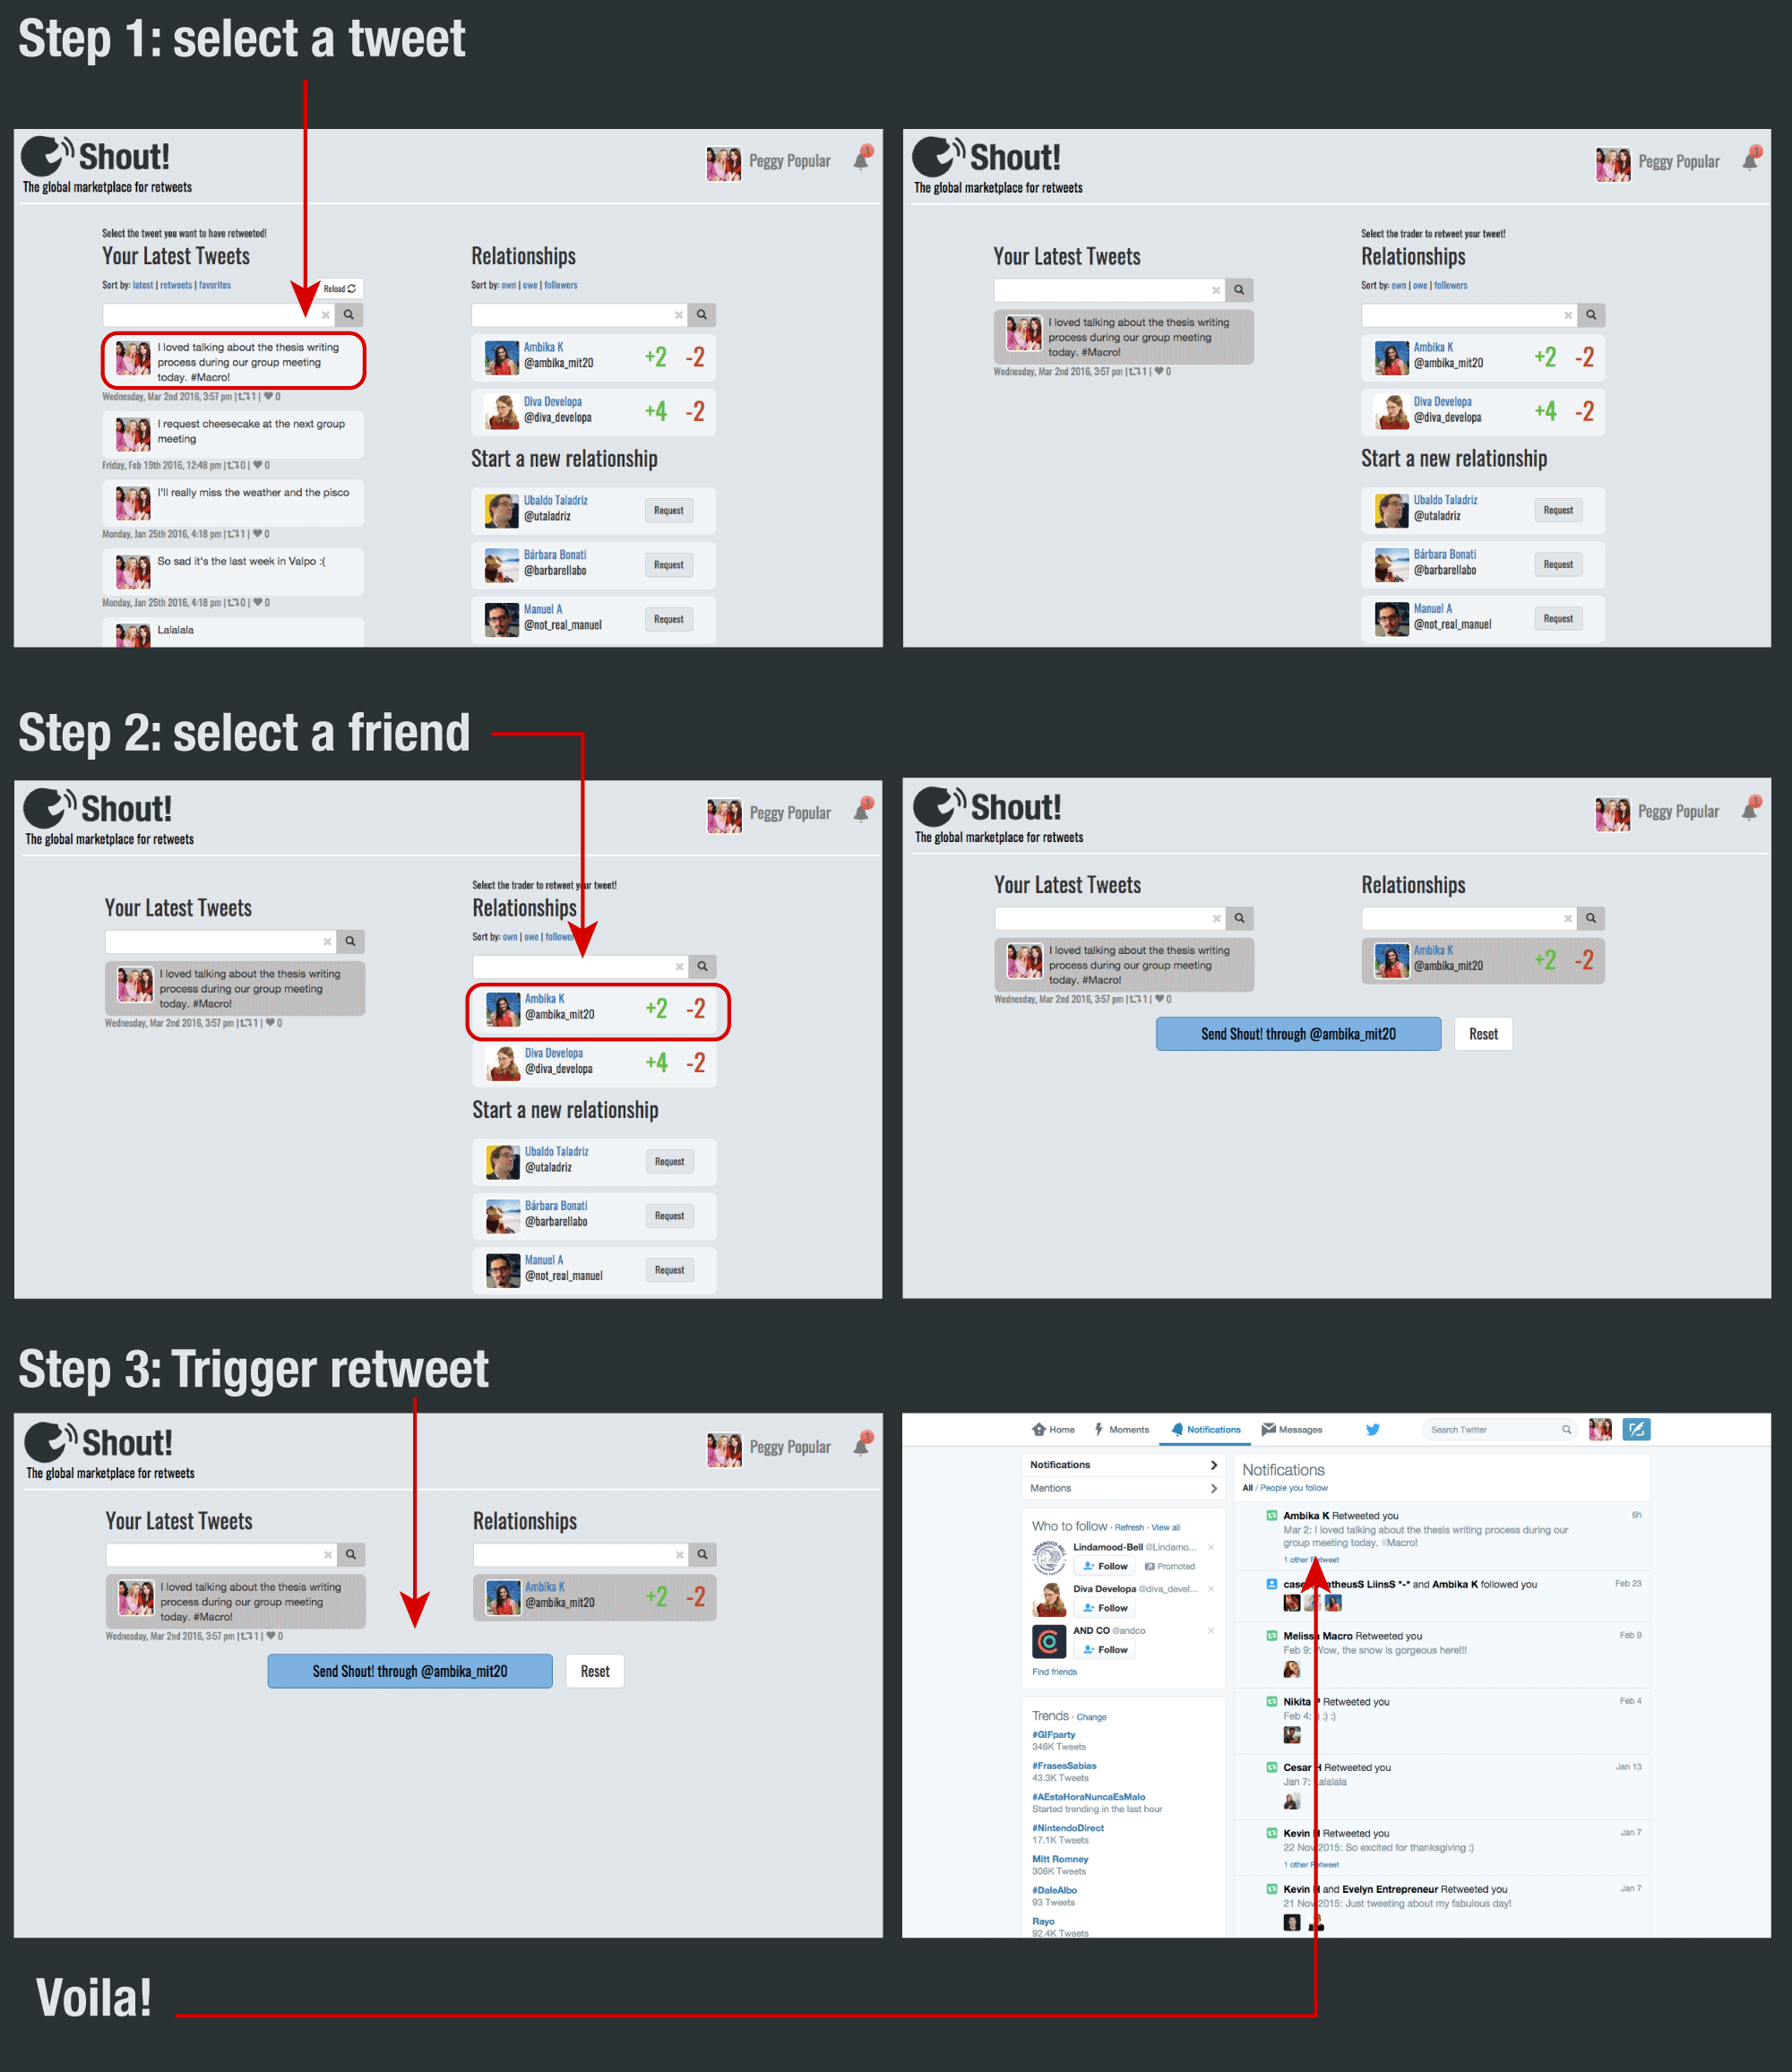 Step 1: select a tweet
Shout!
The global marketplace for retweets
Peggy Popular
1
Select the tweet you want to have retweeted!
Your Latest Tweets
Sort by: latest | retweets | favorites
Reload
I loved talking about the thesis writing
process during our group meeting
today. #Macro!
Wednesday, Mar 2nd 2016, 3:57 pm | 1 | 0
I request cheesecake at the next group
meeting
Friday, Feb 19th 2016, 12:48 pm | 0 | 0
I'll really miss the weather and the pisco
Monday, Jan 25th 2016, 4:18 pm | 1 | 0
So sad it's the last week in Valpo :(
Monday, Jan 25th 2016, 4:18 pm | 0 | 0
Lalalala
Relationships
Sort by: own | owe | followers
Ambika K
@ambika_mit20
+2 -2
Diva Developa
@diva_developa
+4 -2
Start a new relationship
Ubaldo Taladriz
@utaladriz
Request
Bárbara Bonati
@barbarellabo
Request
Manuel A
@not_real_manuel
Request
Shout!
The global marketplace for retweets
Peggy Popular
1
Your Latest Tweets
I loved talking about the thesis writing
process during our group meeting
today. #Macro!
Wednesday, Mar 2nd 2016, 3:57 pm | 1 | 0
Select the trader to retweet your tweet!
Relationships
Sort by: own | owe | followers
Ambika K
@ambika_mit20
+2 -2
Diva Developa
@diva_developa
+4 -2
Start a new relationship
Ubaldo Taladriz
@utaladriz
Request
Bárbara Bonati
@barbarellabo
Request
Manuel A
@not_real_manuel
Request
Step 2: select a friend
Shout!
The global marketplace for retweets
Peggy Popular
1
Your Latest Tweets
I loved talking about the thesis writing
process during our group meeting
today. #Macro!
Wednesday, Mar 2nd 2016, 3:57 pm | 1 | 0
Select the trader to retweet your tweet!
Relationships
Sort by: own | owe | followers
Ambika K
@ambika_mit20
+2 -2
Diva Developa
@diva_developa
+4 -2
Start a new relationship
Ubaldo Taladriz
@utaladriz
Request
Bárbara Bonati
@barbarellabo
Request
Manuel A
@not_real_manuel
Request
Shout!
The global marketplace for retweets
Peggy Popular
1
Your Latest Tweets
I loved talking about the thesis writing
process during our group meeting
today. #Macro!
Wednesday, Mar 2nd 2016, 3:57 pm | 1 | 0
Relationships
Ambika K
@ambika_mit20
+2 -2
Send Shout! through @ambika_mit20
Reset
Step 3: Trigger retweet
Shout!
The global marketplace for retweets
Peggy Popular
1
Your Latest Tweets
I loved talking about the thesis writing
process during our group meeting
today. #Macro!
Wednesday, Mar 2nd 2016, 3:57 pm | 1 | 0
Relationships
Ambika K
@ambika_mit20
+2 -2
Send Shout! through @ambika_mit20
Reset
Home Moments Notifications Messages
Search Twitter
Notifications
Mentions
Who to follow · Refresh · View all
Lindamood-Bell @Lindamo...
Follow Promoted
Diva Developa @diva_devel...
Follow
AND CO @andco
Follow
Find friends
Trends · Change
#GIFparty
346K Tweets
#FrasesSabias
43.3K Tweets
#AEstaHoraNuncaEsMalo
Started trending in the last hour
#NintendoDirect
17.1K Tweets
Mitt Romney
306K Tweets
#DaleAlbo
93 Tweets
Rayo
92.4K Tweets
Notifications
All / People you follow
Ambika K Retweeted you 6h
Mar 2: I loved talking about the thesis writing process during our
group meeting today. #Macro!
1 other Retweet
LiinsS *-* and Ambika K followed you Feb 23
Melissa Macro Retweeted you Feb 9
Feb 9: Wow, the snow is gorgeous here!!!
Nikita P Retweeted you Feb 4
Feb 4: :) :) :)
Cesar H Retweeted you Jan 13
Jan 7: Lalalala
Kevin H Retweeted you Jan 7
22 Nov 2015: So excited for thanksgiving :)
1 other Retweet
Kevin H and Evelyn Entrepreneur Retweeted you Jan 7
21 Nov 2015: Just tweeting about my fabulous day!
Voila!